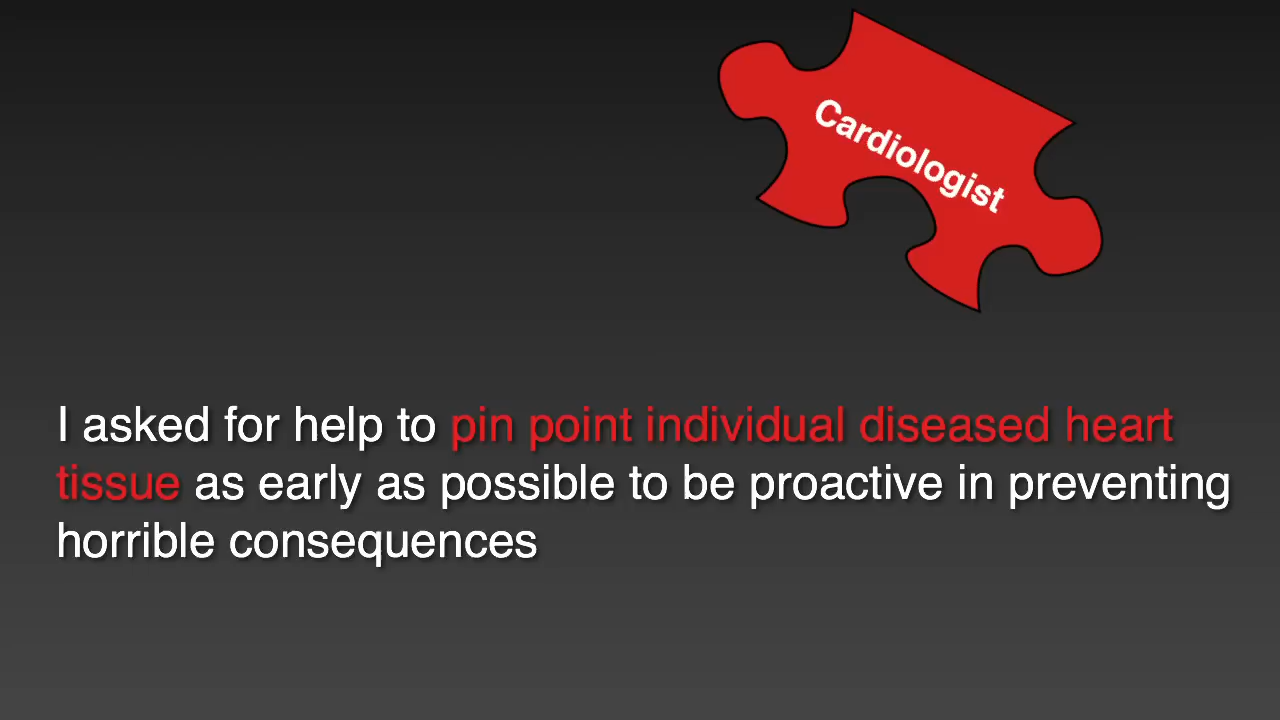 Cardiologist
I asked for help to pin point individual diseased heart
tissue as early as possible to be proactive in preventing
horrible consequences